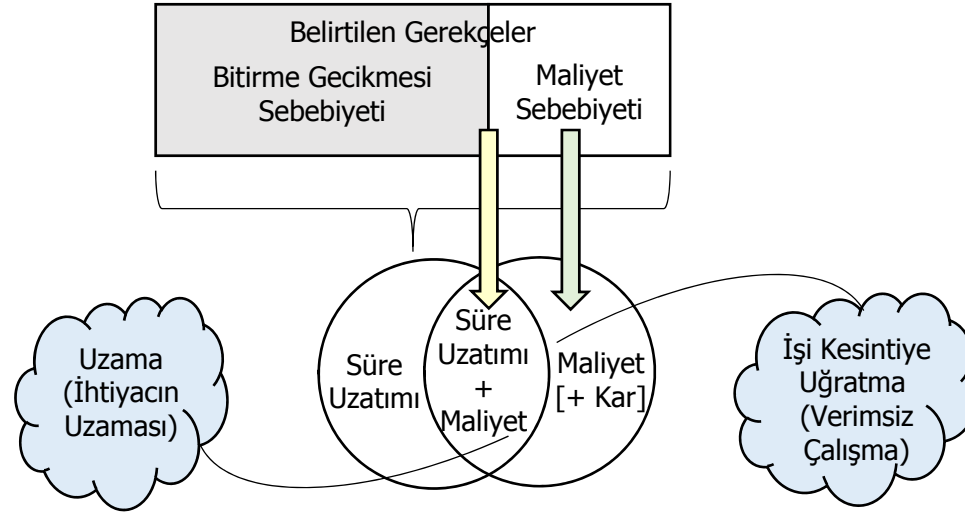 Belirtilen Gerekçeler
Bitirme Gecikmesi
Sebebiyeti
Maliyet
Sebebiyeti
Uzama
(İhtiyacın
Uzaması)
Süre
Uzatımı
Süre
Uzatımı
+
Maliyet
Maliyet
[+ Kar]
İşi Kesintiye
Uğratma
(Verimsiz
Çalışma)